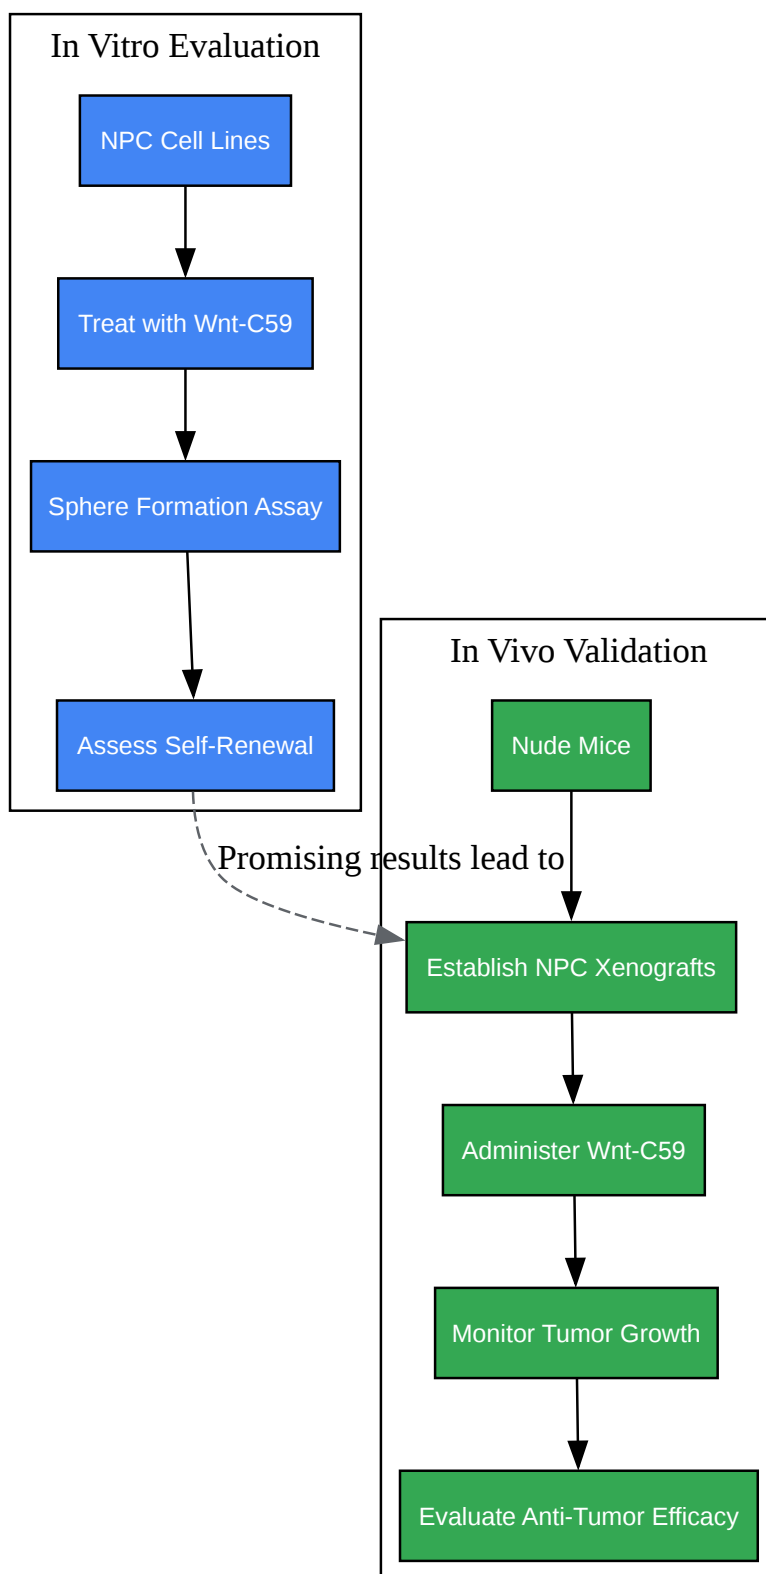 In Vitro Evaluation
NPC Cell Lines
Treat with Wnt-C59
Sphere Formation Assay
Assess Self-Renewal
In Vivo Validation
Nude Mice
Promising results lead to
Establish NPC Xenografts
Administer Wnt-C59
Monitor Tumor Growth
Evaluate Anti-Tumor Efficacy